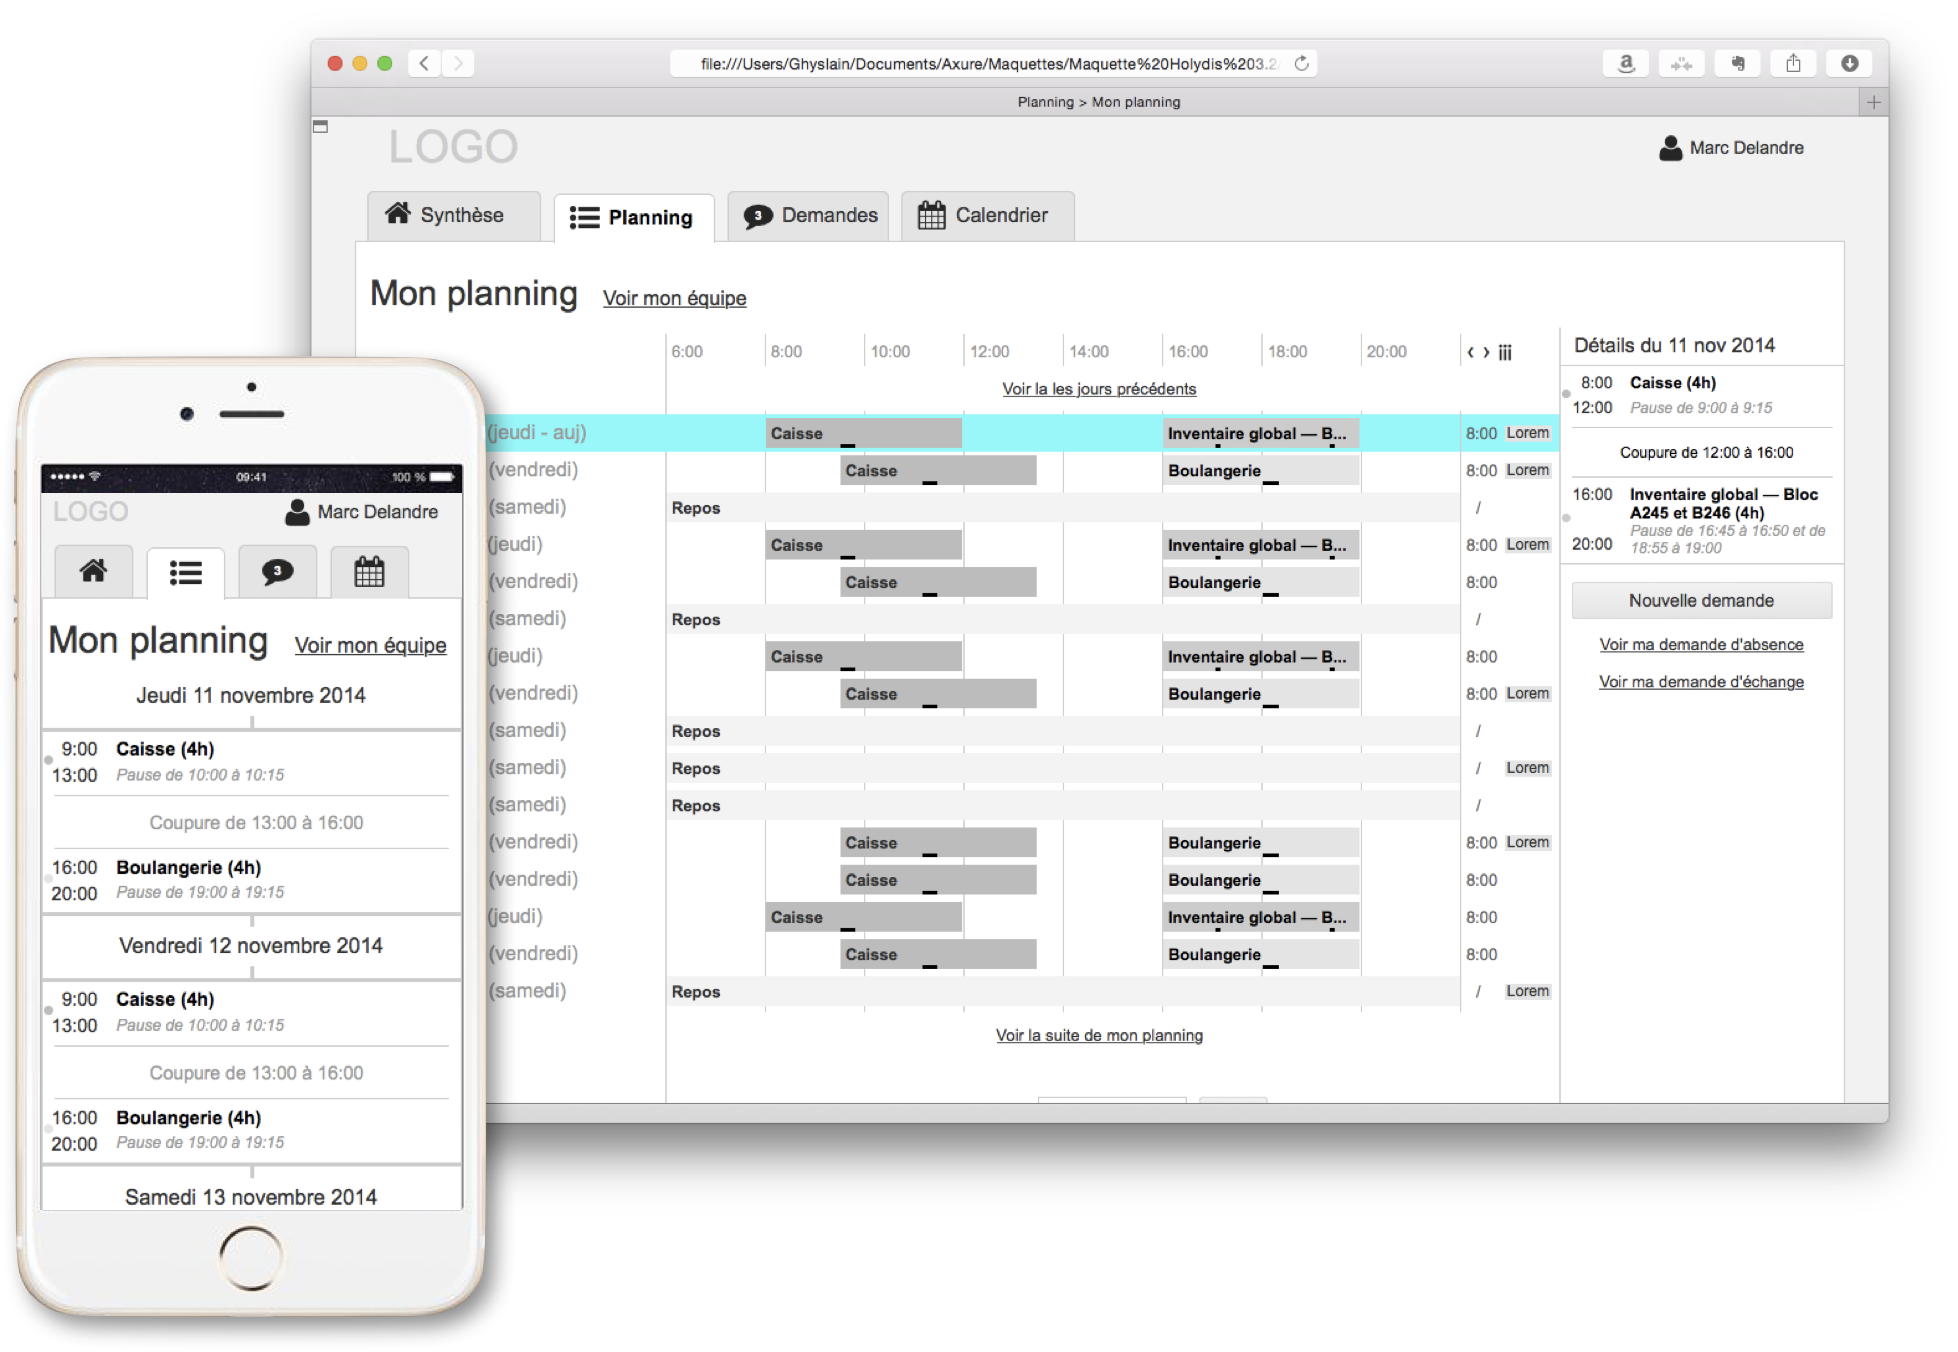 file:///Users/Ghyslain/Documents/Axure/Maquettes/Maquette%20Holydis%203.2
Planning > Mon planning
LOGO
Marc Delandre
Synthèse
Planning
3
Demandes
Calendrier
Mon planning
Voir mon équipe
6:00 8:00 10:00 12:00 14:00 16:00 18:00 20:00
Voir la les jours précédents
(jeudi - auj) Caisse Inventaire global — B... 8:00 Lorem
(vendredi) Caisse Boulangerie 8:00 Lorem
(samedi) Repos /
(jeudi) Caisse Inventaire global — B... 8:00 Lorem
(vendredi) Caisse Boulangerie 8:00
(samedi) Repos /
(jeudi) Caisse Inventaire global — B... 8:00
(vendredi) Caisse Boulangerie 8:00 Lorem
(samedi) Repos /
(samedi) Repos / Lorem
(samedi) Repos /
(vendredi) Caisse Boulangerie 8:00 Lorem
(vendredi) Caisse Boulangerie 8:00
(jeudi) Caisse Inventaire global — B... 8:00
(vendredi) Caisse Boulangerie 8:00
(samedi) Repos / Lorem
Voir la suite de mon planning
Détails du 11 nov 2014
8:00 Caisse (4h)
12:00 Pause de 9:00 à 9:15
Coupure de 12:00 à 16:00
16:00 Inventaire global — Bloc
A245 et B246 (4h)
Pause de 16:45 à 16:50 et de
20:00 18:55 à 19:00
Nouvelle demande
Voir ma demande d'absence
Voir ma demande d'échange
09:41
100 %
LOGO
Marc Delandre
3
Mon planning
Voir mon équipe
Jeudi 11 novembre 2014
9:00 Caisse (4h)
13:00 Pause de 10:00 à 10:15
Coupure de 13:00 à 16:00
16:00 Boulangerie (4h)
20:00 Pause de 19:00 à 19:15
Vendredi 12 novembre 2014
9:00 Caisse (4h)
13:00 Pause de 10:00 à 10:15
Coupure de 13:00 à 16:00
16:00 Boulangerie (4h)
20:00 Pause de 19:00 à 19:15
Samedi 13 novembre 2014